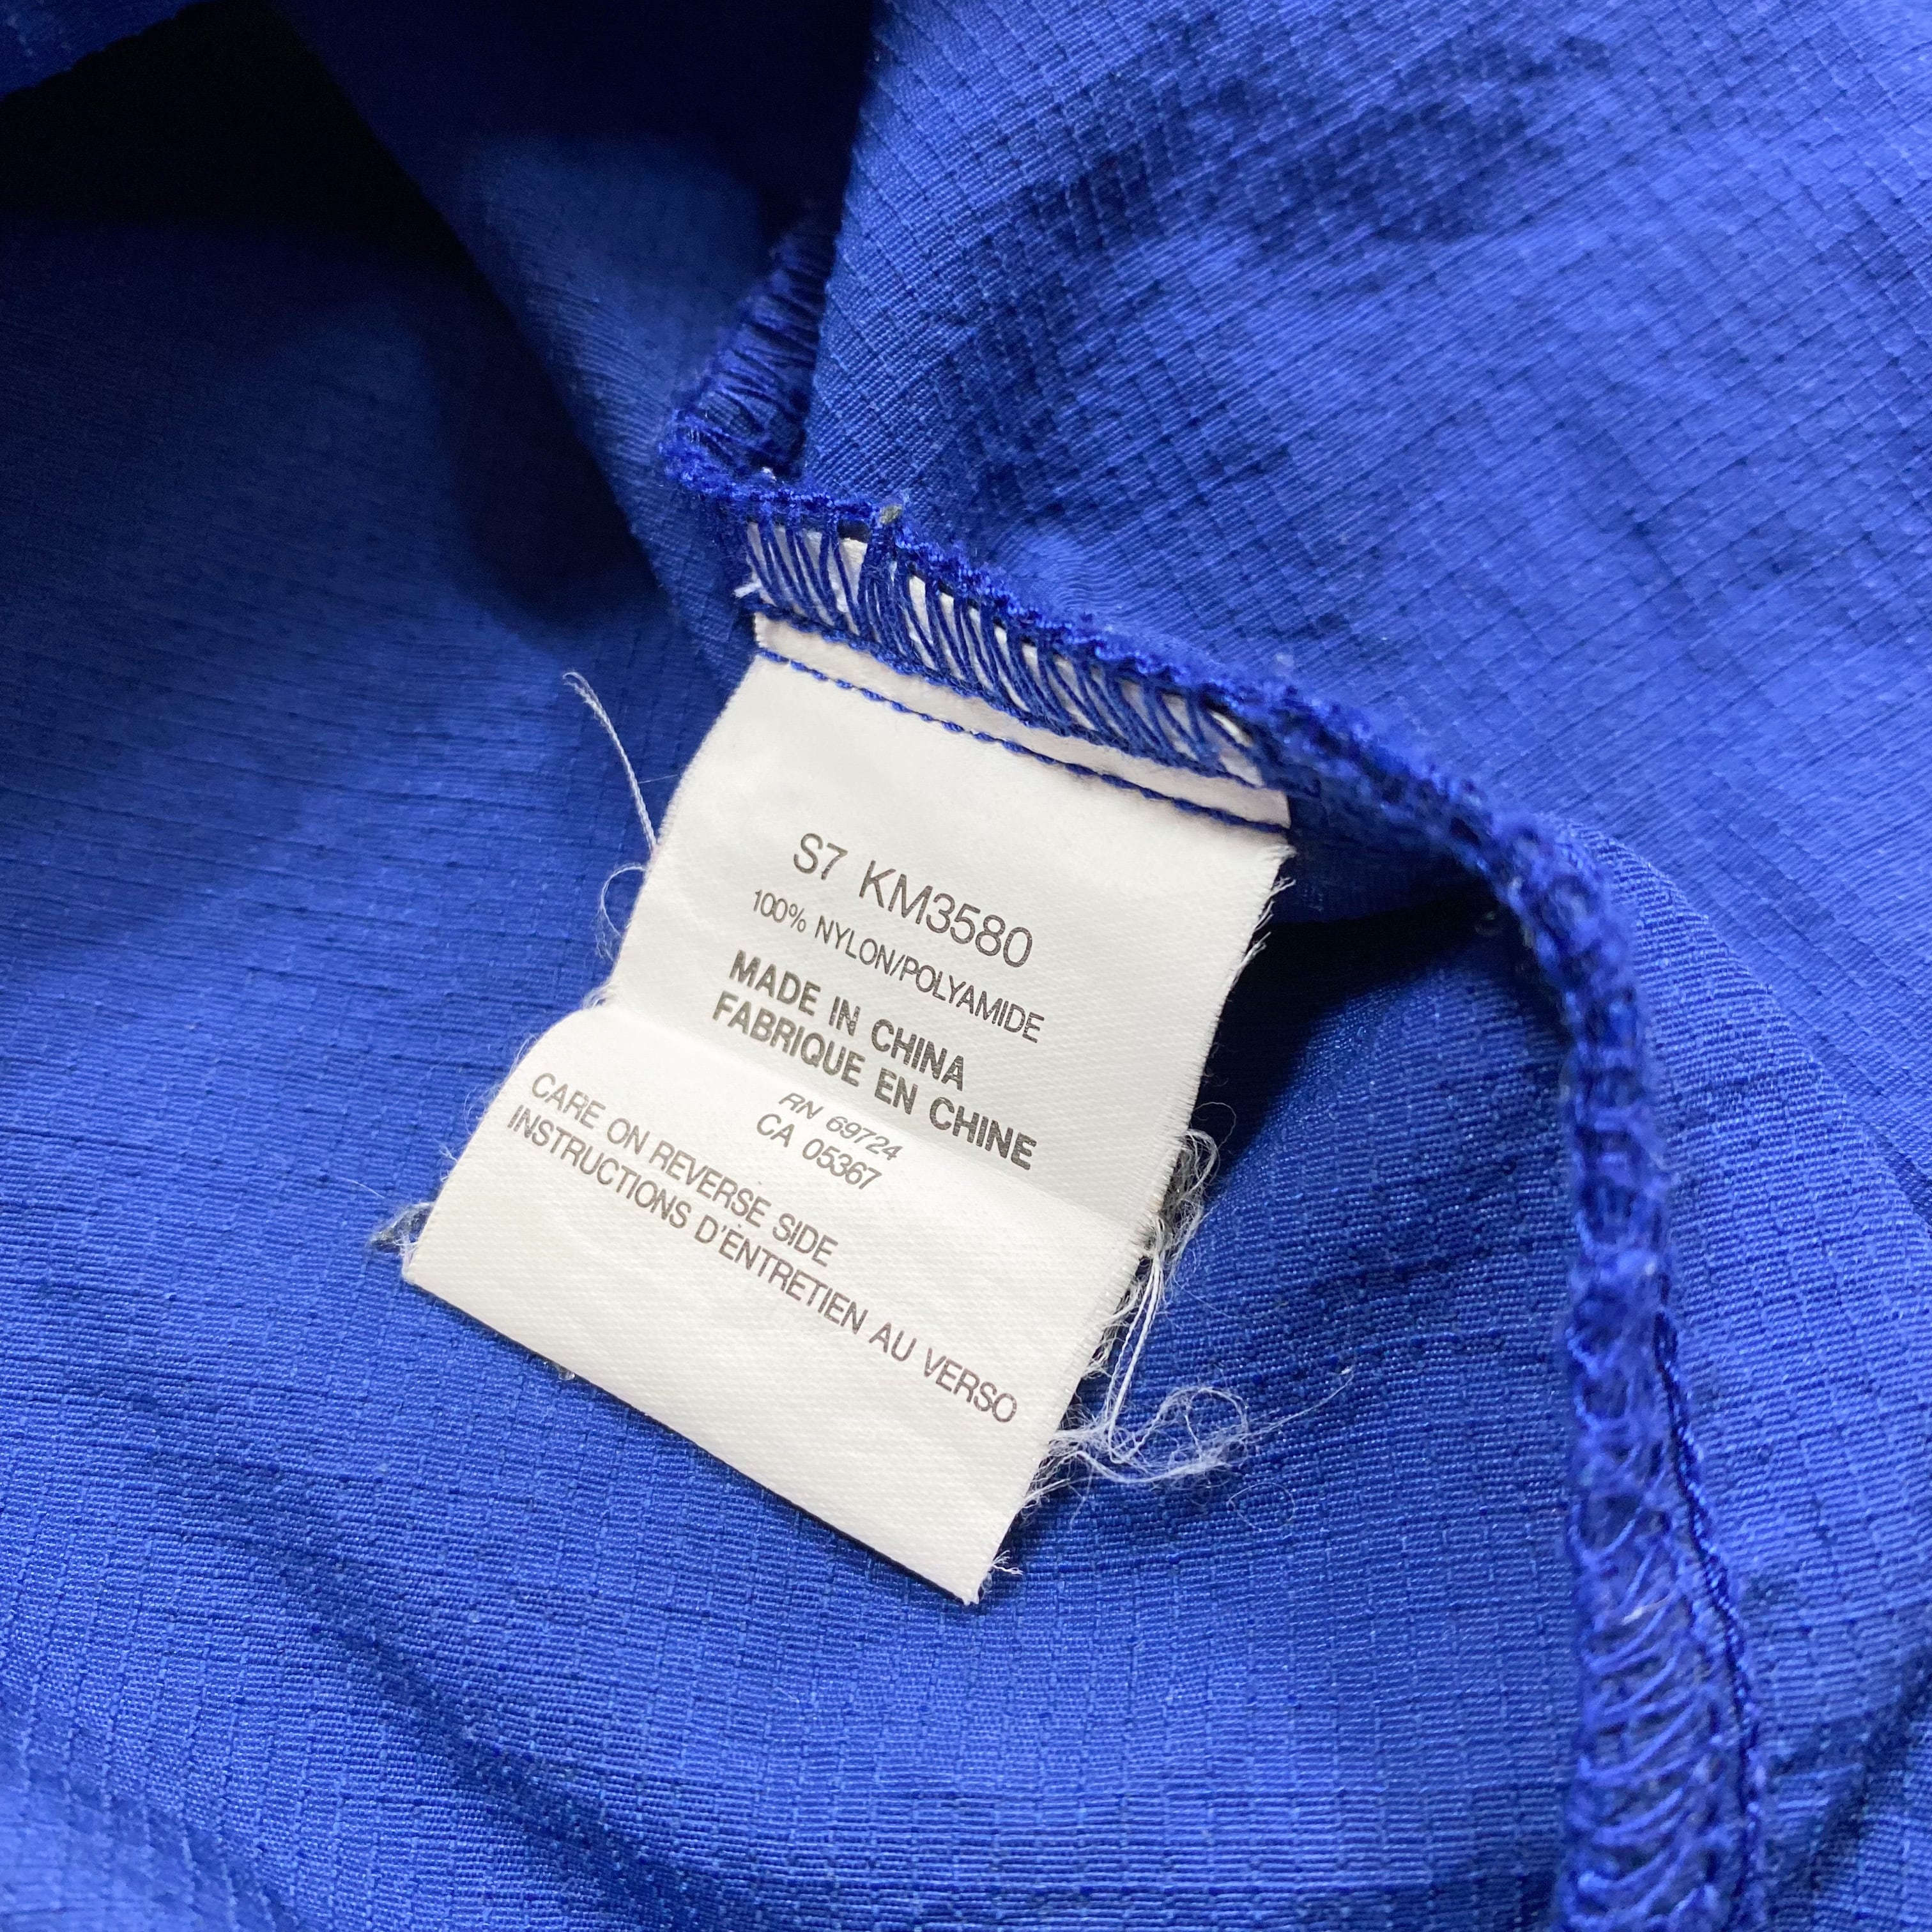 S7 KM3580
100% NYLON/POLYAMIDE
MADE IN CHINA
FABRIQUE EN CHINE
RN 69724
CA 05367
CARE ON REVERSE SIDE
INSTRUCTIONS D'ENTRETIEN AU VERSO